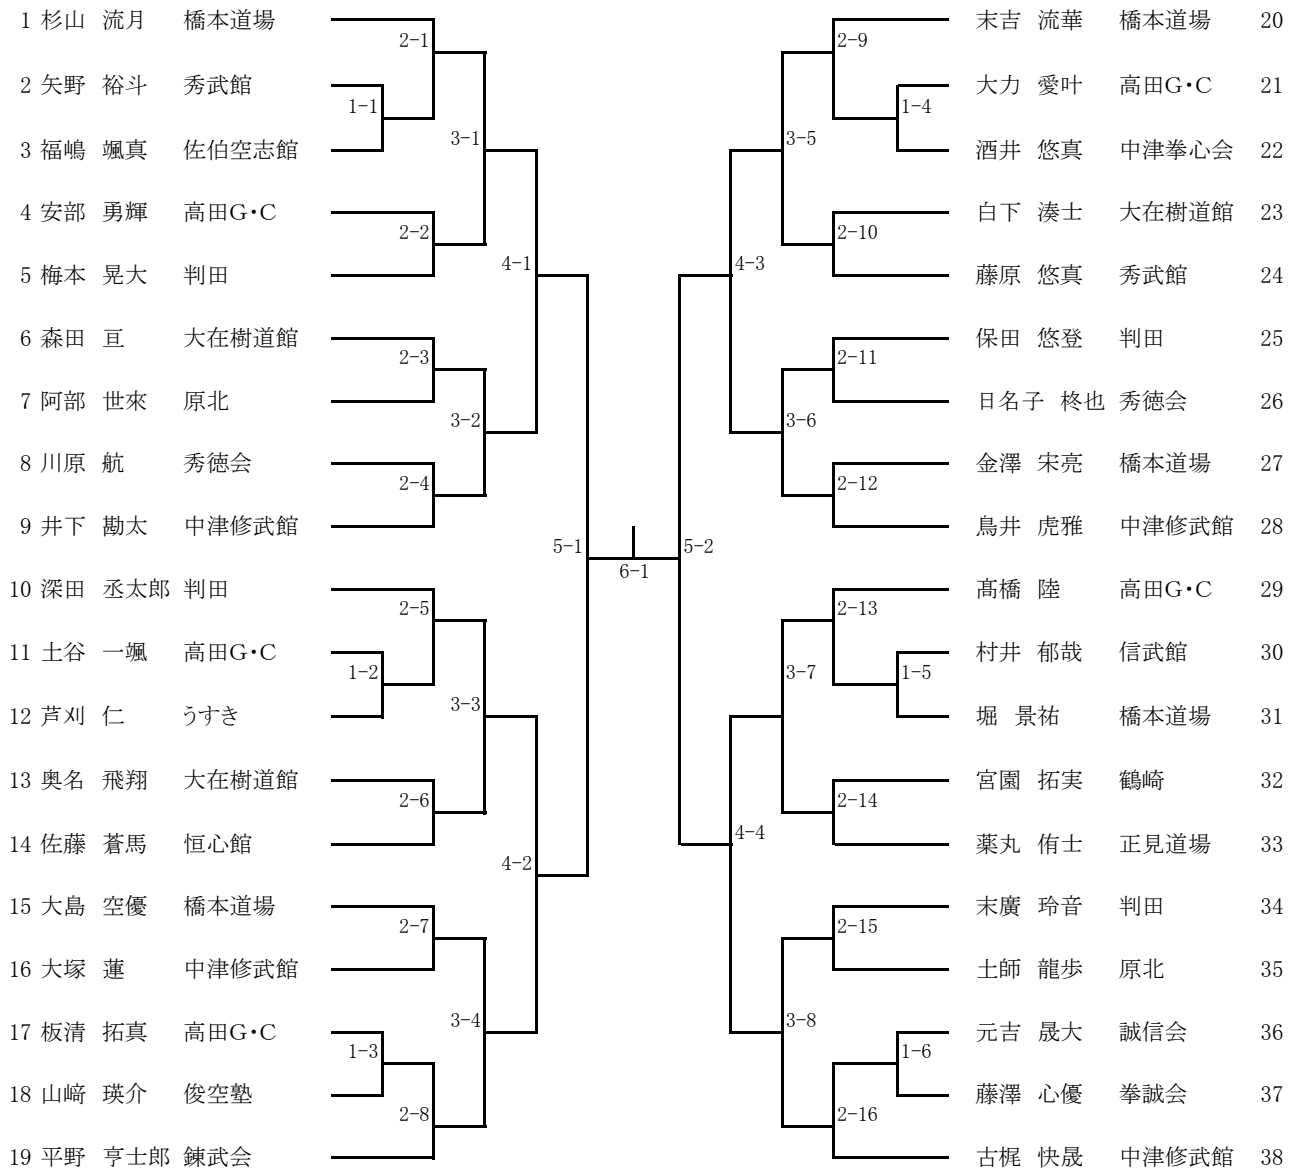 1 杉山 流月 橋本道場
2 矢野 裕斗 秀武館
3 福嶋 颯真 佐伯空志館
4 安部 勇輝 高田G・C
5 梅本 晃大 判田
6 森田 亘 大在樹道館
7 阿部 世來 原北
8 川原 航 秀徳会
9 井下 勘太 中津修武館
10 深田 丞太郎 判田
11 土谷 一颯 高田G・C
12 芦刈 仁 うすき
13 奥名 飛翔 大在樹道館
14 佐藤 蒼馬 恒心館
15 大島 空優 橋本道場
16 大塚 蓮 中津修武館
17 板清 拓真 高田G・C
18 山﨑 瑛介 俊空塾
19 平野 亨士郎 錬武会
1-1
1-2
1-3
2-1
2-2
2-3
2-4
2-5
2-6
2-7
2-8
3-1
3-2
3-3
3-4
4-1
4-2
5-1
6-1
5-2
4-3
4-4
3-5
3-6
3-7
3-8
2-9
2-10
2-11
2-12
2-13
2-14
2-15
2-16
1-4
1-5
1-6
末吉 流華 橋本道場 20
大力 愛叶 高田G・C 21
酒井 悠真 中津拳心会 22
白下 湊士 大在樹道館 23
藤原 悠真 秀武館 24
保田 悠登 判田 25
日名子 柊也 秀徳会 26
金澤 宋亮 橋本道場 27
鳥井 虎雅 中津修武館 28
髙橋 陸 高田G・C 29
村井 郁哉 信武館 30
堀 景祐 橋本道場 31
宮園 拓実 鶴崎 32
薬丸 侑士 正見道場 33
末廣 玲音 判田 34
土師 龍歩 原北 35
元吉 晟大 誠信会 36
藤澤 心優 拳誠会 37
古梶 快晟 中津修武館 38